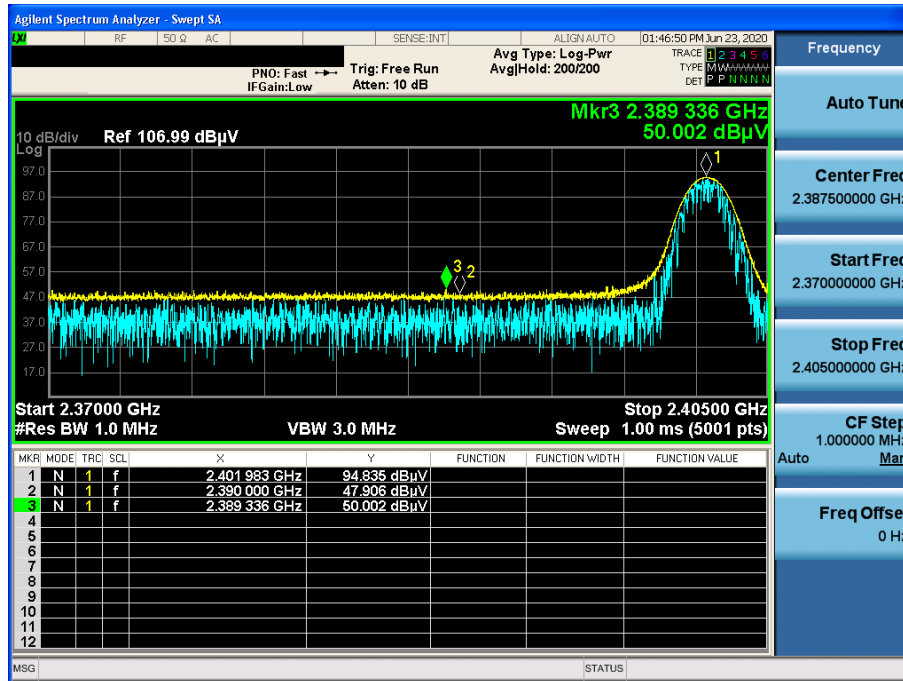 Agilent Spectrum Analyzer - Swept SA
LXI RF 50 Ω AC SENSE:INT ALIGN AUTO 01:46:50 PM Jun 23, 2020
Frequency
PNO: Fast Trig: Free Run Avg Type: Log-Pwr TRACE 1 2 3 4 5 6
IFGain:Low Atten: 10 dB Avg|Hold: 200/200 TYPE M W W W W W
DET P P N N N N
Auto Tune
Mkr3 2.389 336 GHz
10 dB/div Ref 106.99 dBµV 50.002 dBµV
Log
97.0
87.0
77.0
67.0
57.0
47.0
37.0
27.0
17.0
1
3 2
Center Freq
2.387500000 GHz
Start Freq
2.370000000 GHz
Stop Freq
2.405000000 GHz
Start 2.37000 GHz Stop 2.40500 GHz
#Res BW 1.0 MHz VBW 3.0 MHz Sweep 1.00 ms (5001 pts)
CF Step
1.000000 MHz
Auto Man
MKR MODE TRC SCL X Y FUNCTION FUNCTION WIDTH FUNCTION VALUE
1 N 1 f 2.401 983 GHz 94.835 dBµV
2 N 1 f 2.390 000 GHz 47.906 dBµV
3 N 1 f 2.389 336 GHz 50.002 dBµV
4
5
6
7
8
9
10
11
12
Freq Offset
0 Hz
MSG STATUS